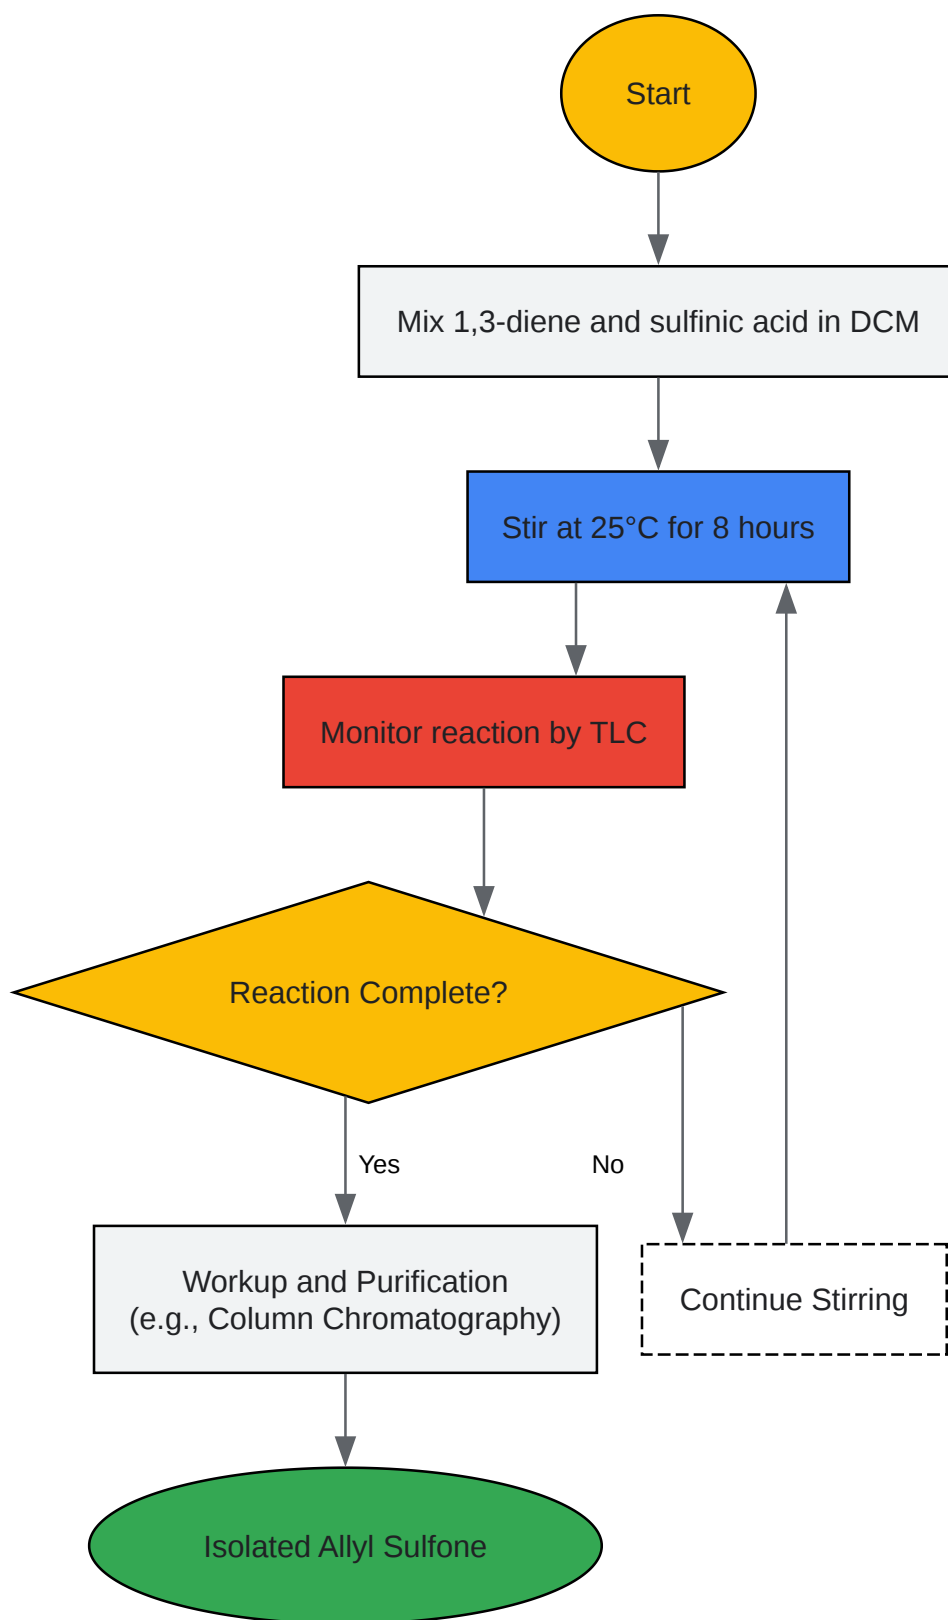 Start
Mix 1,3-diene and sulfinic acid in DCM
Stir at 25°C for 8 hours
Monitor reaction by TLC
Reaction Complete?
Yes
No
Workup and Purification
(e.g., Column Chromatography)
Continue Stirring
Isolated Allyl Sulfone